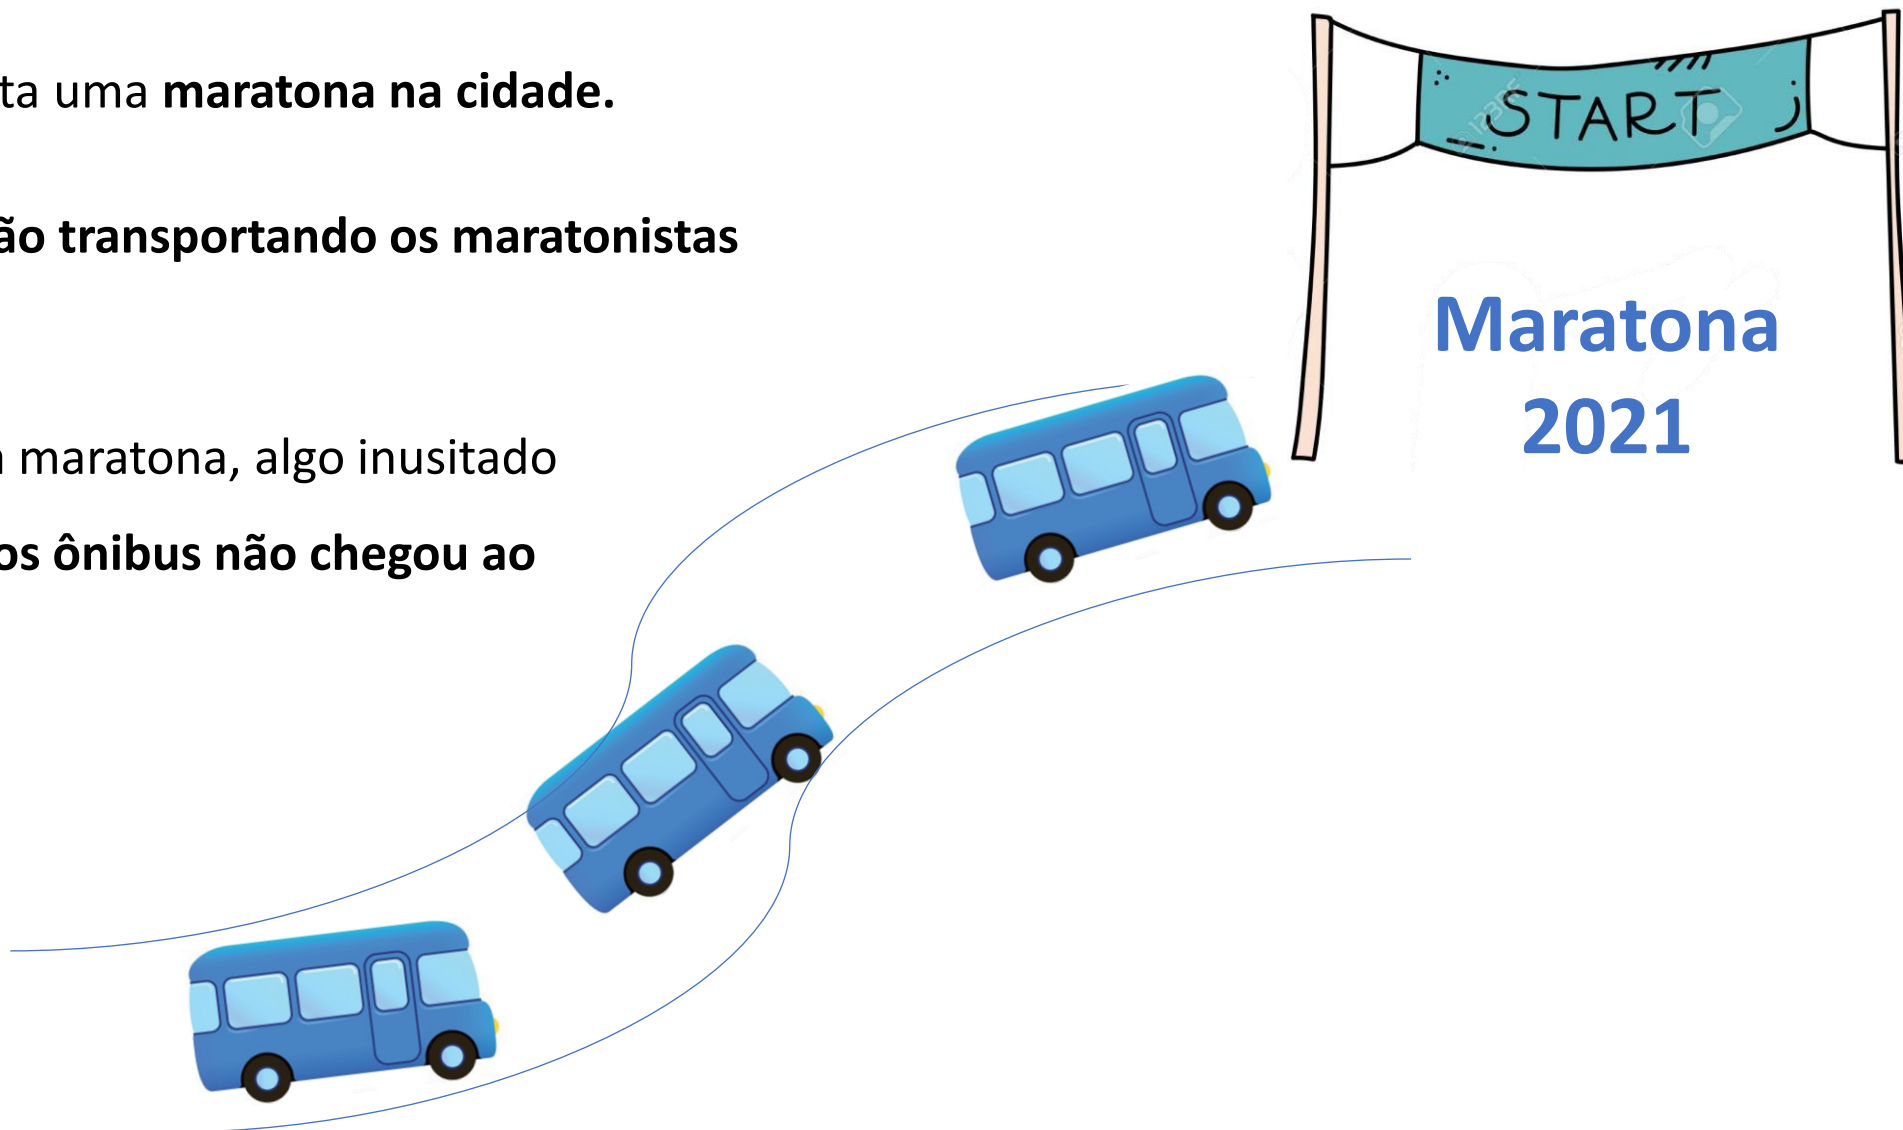 ta uma maratona na cidade.
ão transportando os maratonistas
maratona, algo inusitado
os ônibus não chegou ao
START
Maratona
2021
123RF